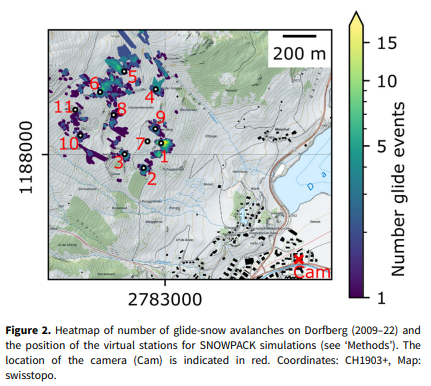 200 m
5
6
4
11
8
9
7
10
3
1
2
Cam
1188000
2783000
15
10
5
1
Number glide events
Figure 2. Heatmap of number of glide-snow avalanches on Dorfberg (2009–22) and
the position of the virtual stations for SNOWPACK simulations (see ‘Methods’). The
location of the camera (Cam) is indicated in red. Coordinates: CH1903+, Map:
swisstopo.